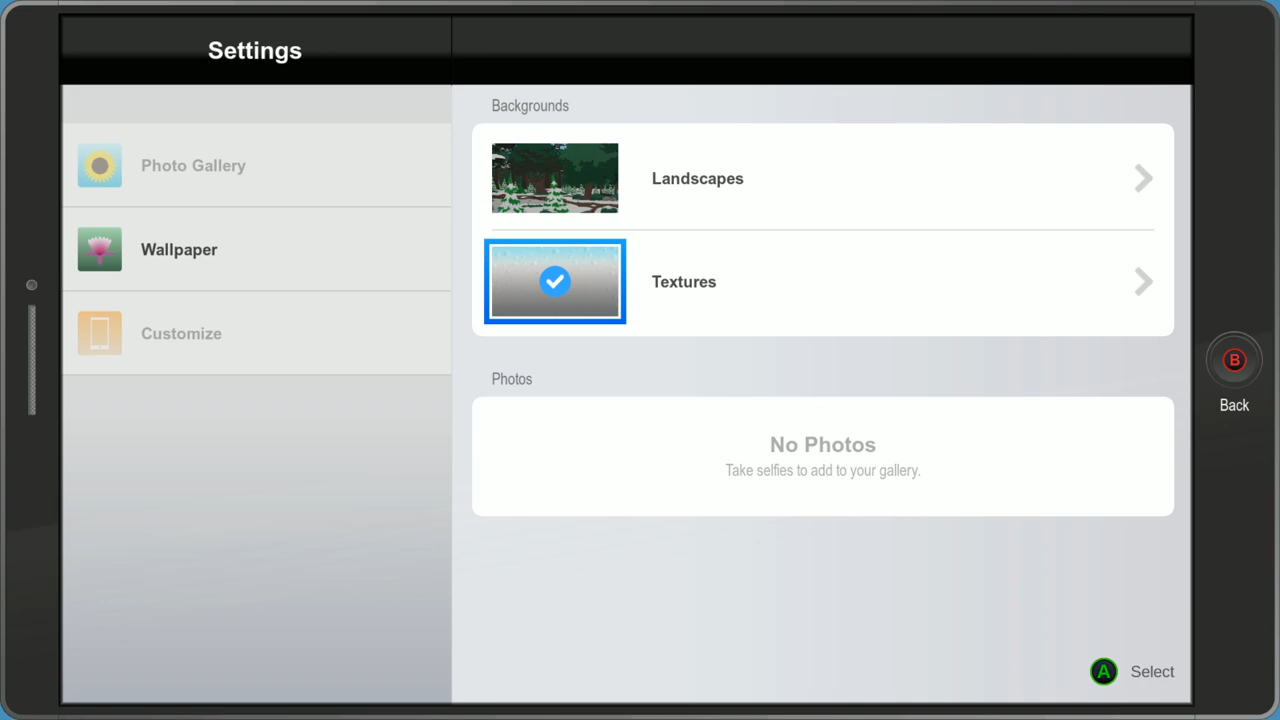 Settings
Photo Gallery
Wallpaper
Customize
Backgrounds
Landscapes
Textures
Photos
No Photos
Take selfies to add to your gallery.
B
Back
A Select